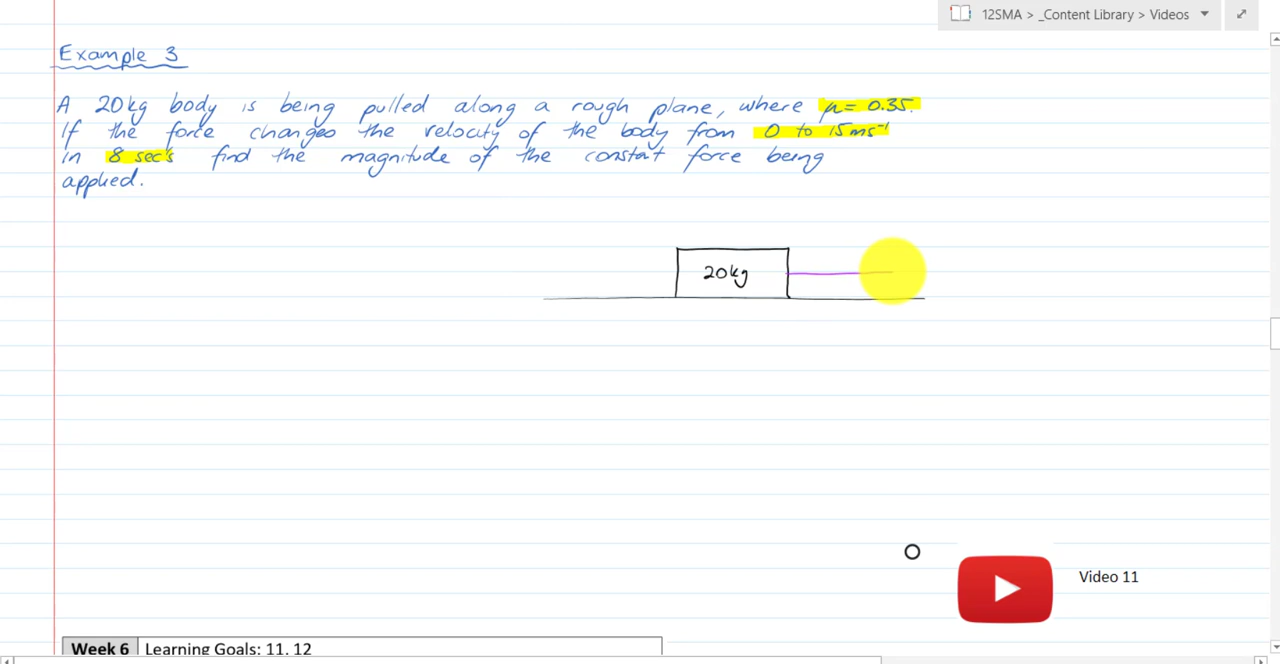 12SMA > _Content Library > Videos
Example 3
A 20kg body is being pulled along a rough plane, where μ= 0.35.
If the force changes the velocity of the body from 0 to 15ms⁻¹
in 8 sec's find the magnitude of the constat force being
applied.
20kg
Video 11
Week 6 Learning Goals: 11, 12